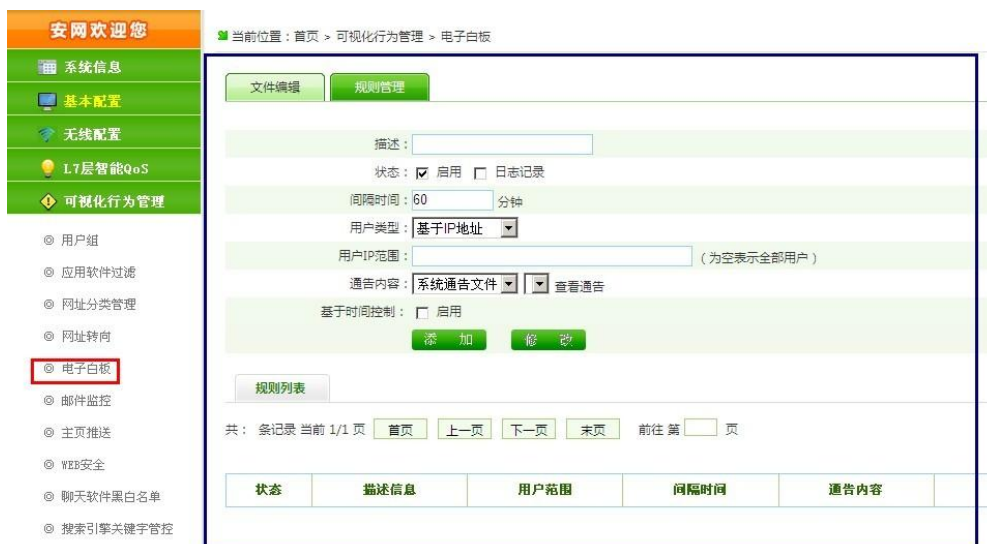 安网欢迎您
系统信息
基本配置
无线配置
L7层智能QoS
可视化行为管理
用户组
应用软件过滤
网址分类管理
网址转向
电子白板
邮件监控
主页推送
WEB安全
聊天软件黑白名单
搜索引擎关键字管控
当前位置：首页 > 可视化行为管理 > 电子白板
文件编辑 规则管理
描述：
状态： 启用 日志记录
间隔时间：60 分钟
用户类型：基于IP地址
用户IP范围： （为空表示全部用户）
通告内容：系统通告文件 查看通告
基于时间控制： 启用
添 加 修 改
规则列表
共： 条记录 当前 1/1 页 首页 上一页 下一页 末页 前往 第 页
状态 描述信息 用户范围 间隔时间 通告内容